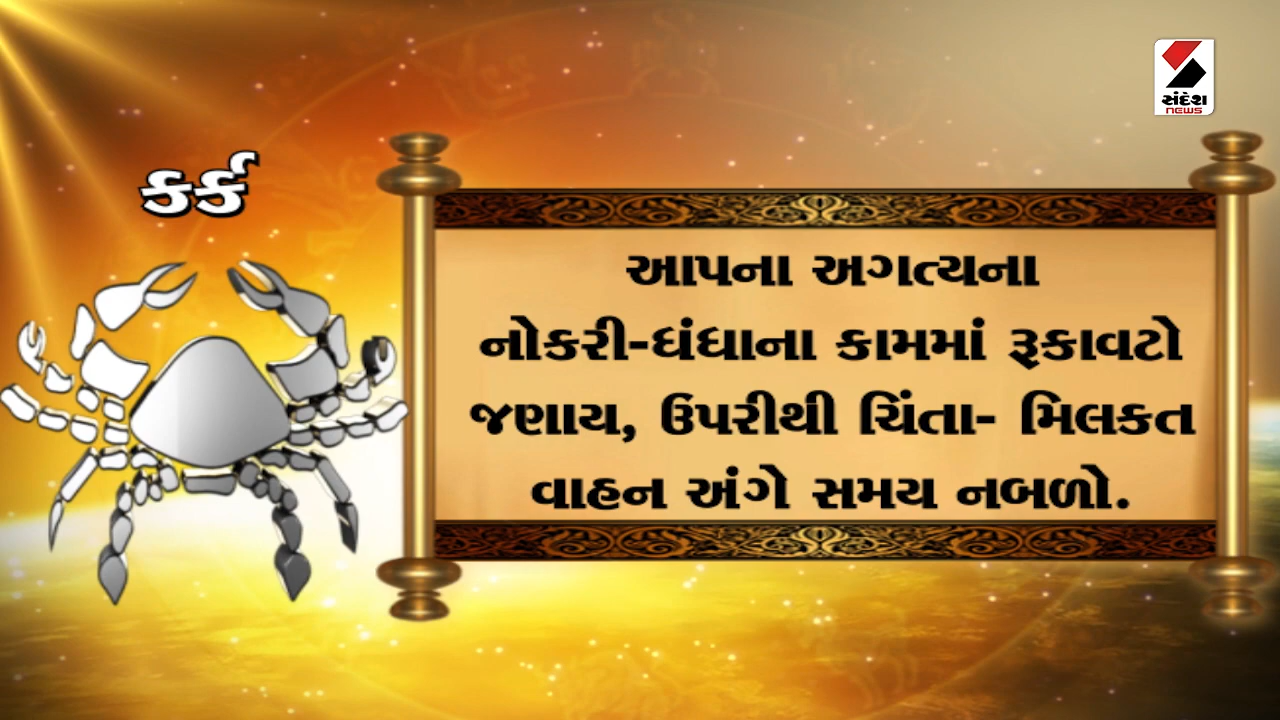 સંદેશ
NEWS
કર્ક
આપના અગત્યના
નોકરી-ધંધાના કામમાં રૂકાવટો
જણાય, ઉપરીથી ચિંતા- મિલકત
વાહન અંગે સમય નબળો.